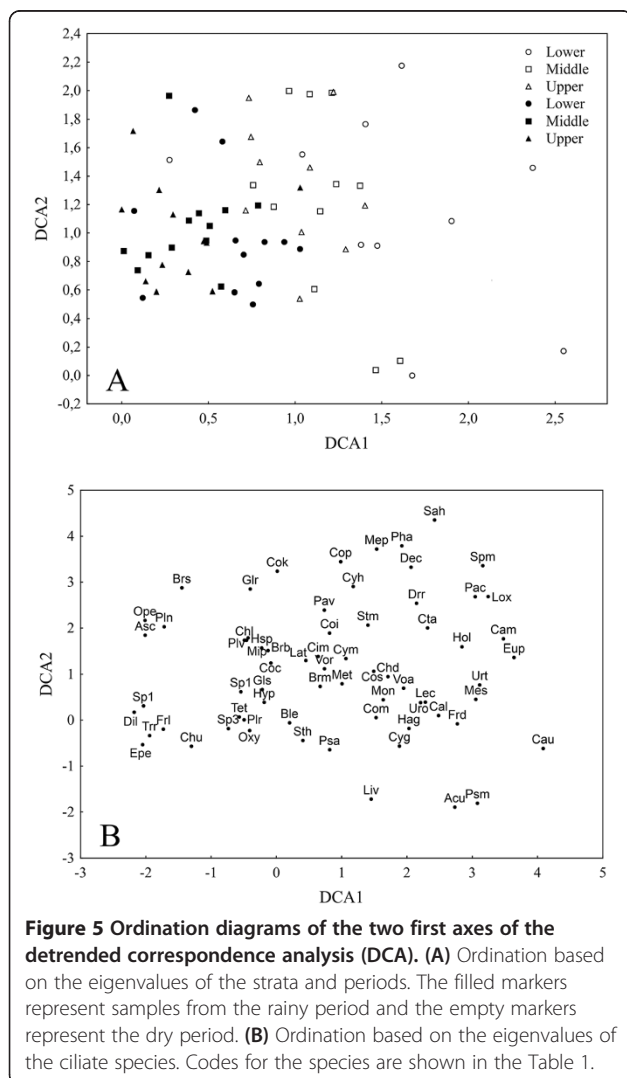 2,4
2,2
2,0
1,8
1,6
1,4
1,2
1,0
0,8
0,6
0,4
0,2
0,0
-0,2
DCA2
Lower
Middle
Upper
Lower
Middle
Upper
A
0,0 0,5 1,0 1,5 2,0 2,5
DCA1
5
4
3
2
1
0
-1
-2
-3
DCA2
Sah
Mep Pha
Cop Dec Spm
Cok
Cyh
Brs Glr Pac Lox
Pav Drr
Ope Pln
Asc Coi Stm Cta Cam
Chl Hsp
Plv Mip Brb Cim Cym Hol Eup
Coc Lat Vor
Sp1 Gls Brm Met Cos Chd Voa Urt
Hyp Mon Lec Mes
Sp1 Tet Com Uro Cal
Dil Sp3 Plr Ble Hag Frd
Trr Frl Oxy Sth
Epe Chu Psa Cyg Cau
Liv
Acu Psm
B
-3 -2 -1 0 1 2 3 4 5
DCA1
Figure 5 Ordination diagrams of the two first axes of the
detrended correspondence analysis (DCA). (A) Ordination based
on the eigenvalues of the strata and periods. The filled markers
represent samples from the rainy period and the empty markers
represent the dry period. (B) Ordination based on the eigenvalues of
the ciliate species. Codes for the species are shown in the Table 1.